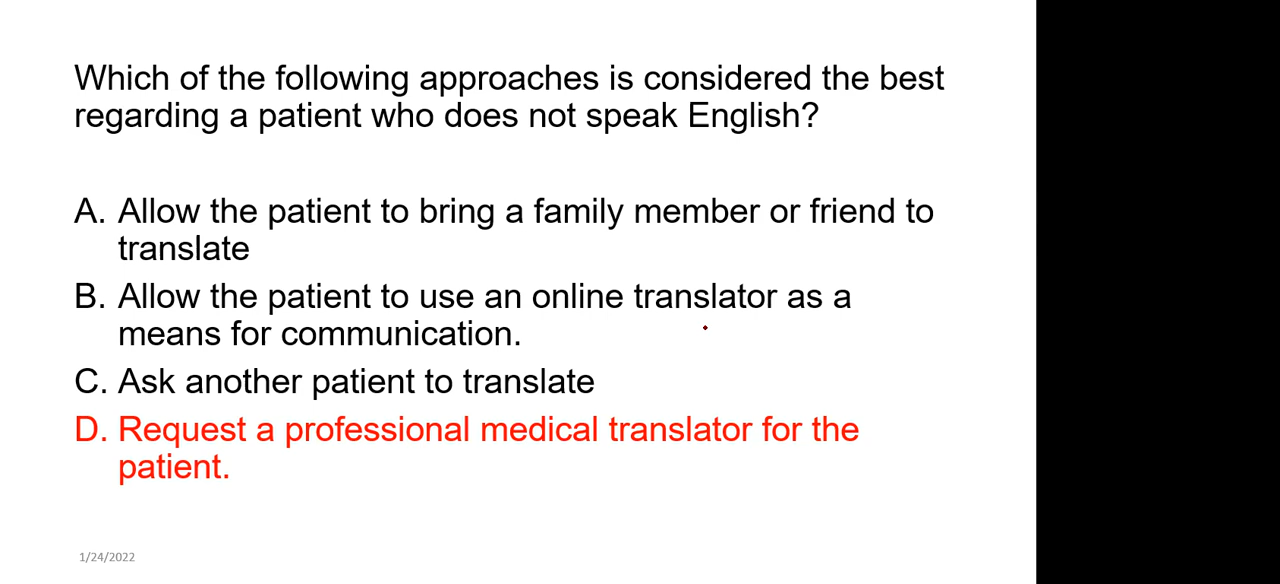 Which of the following approaches is considered the best
regarding a patient who does not speak English?
A. Allow the patient to bring a family member or friend to
translate
B. Allow the patient to use an online translator as a
means for communication.
C. Ask another patient to translate
D. Request a professional medical translator for the
patient.
1/24/2022